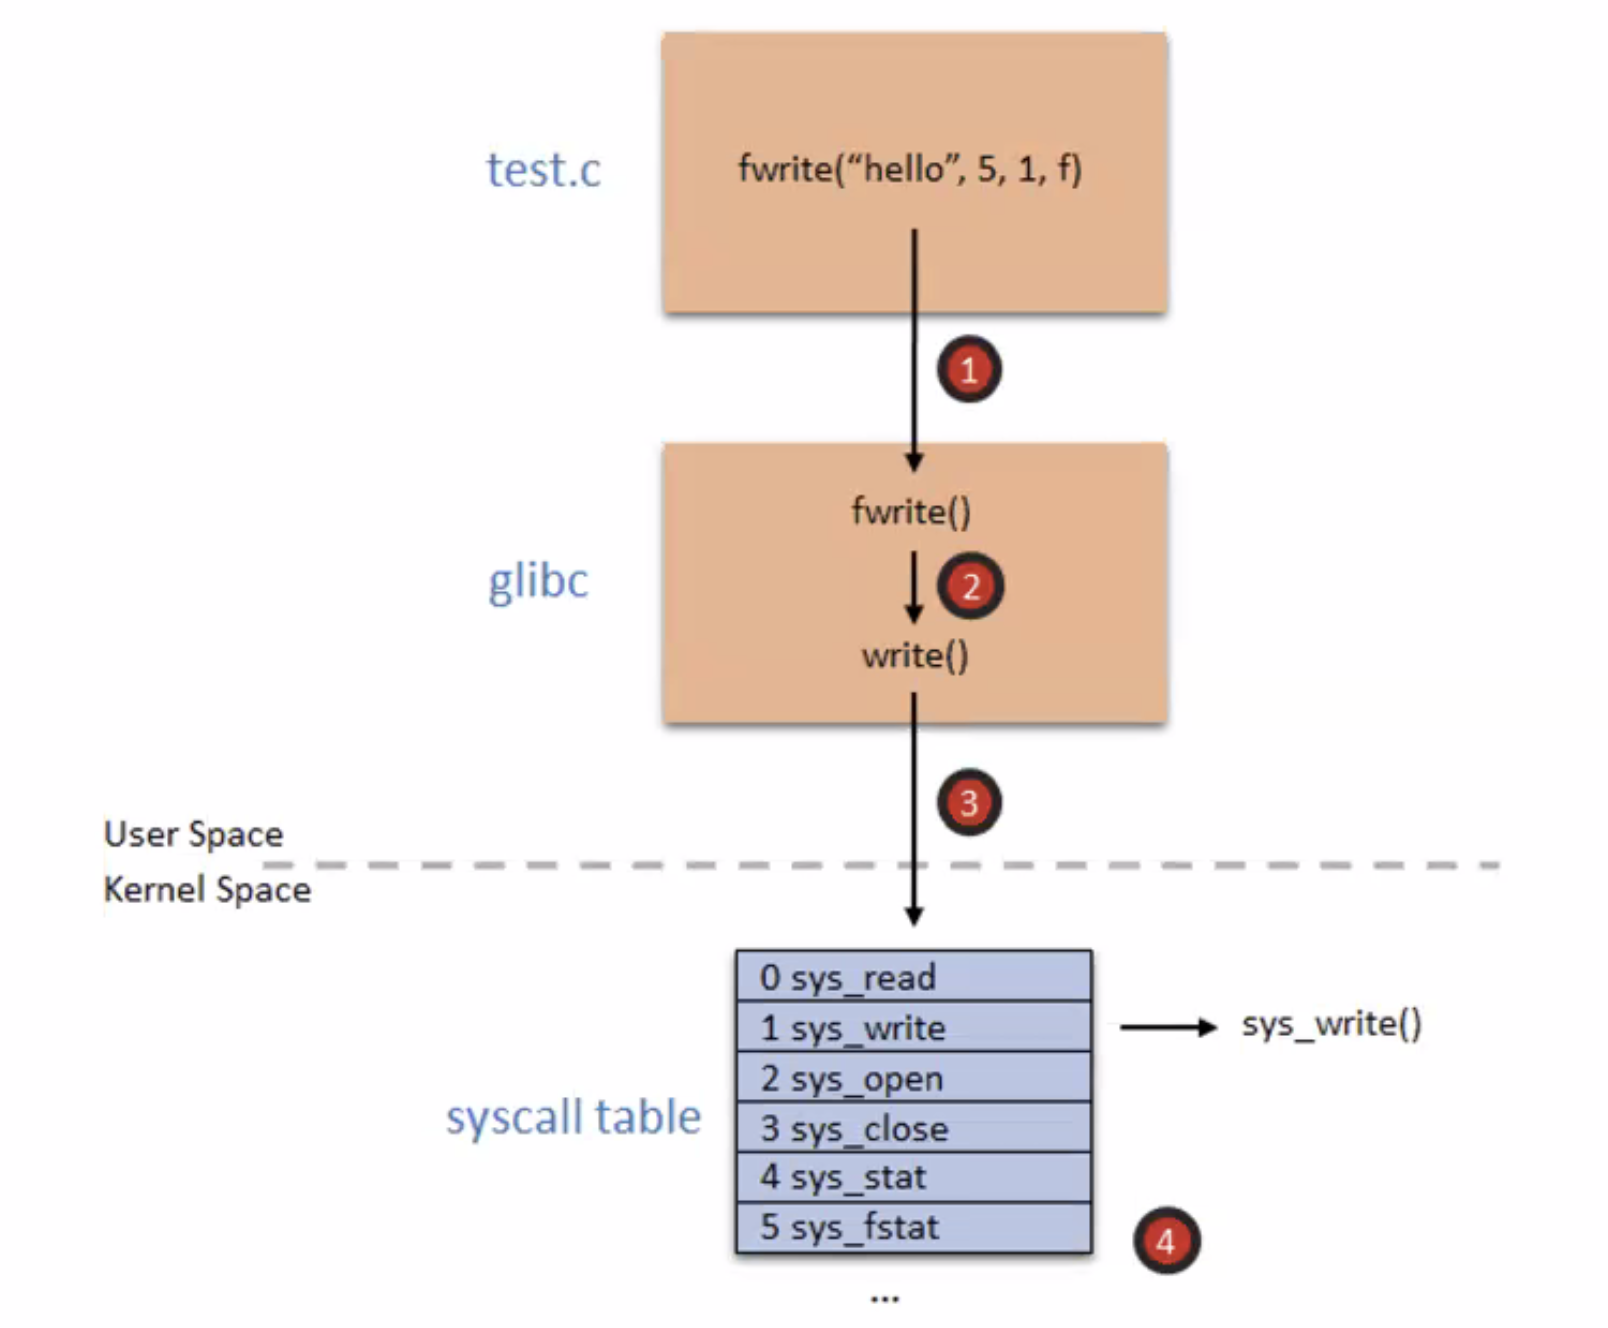 test.c
fwrite(“hello”, 5, 1, f)
1
glibc
fwrite()
2
write()
3
User Space
Kernel Space
syscall table
0 sys_read
1 sys_write
sys_write()
2 sys_open
3 sys_close
4 sys_stat
5 sys_fstat
4
...